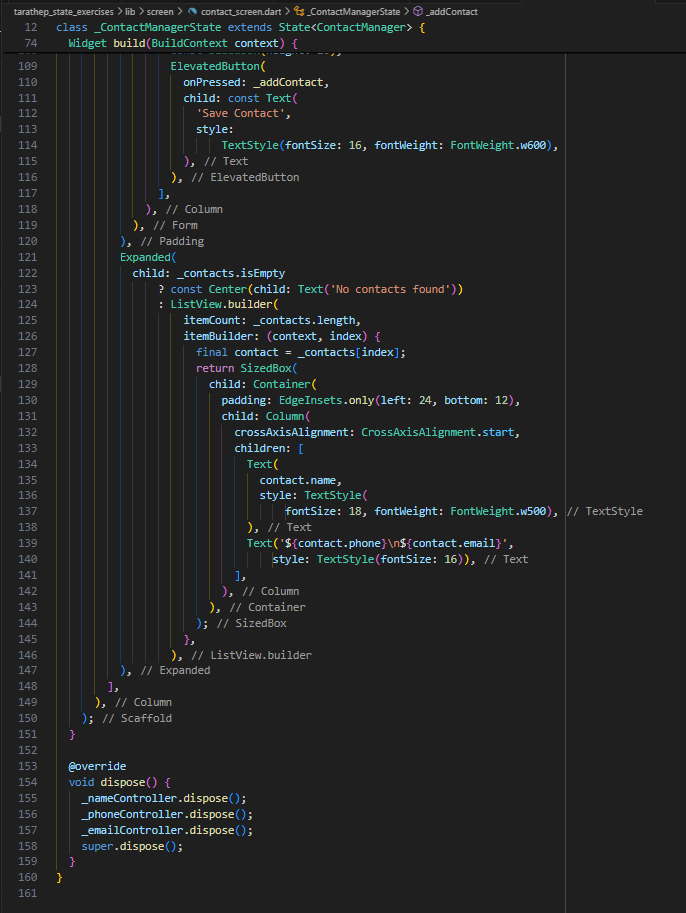 tarathep_state_exercises > lib > screen > contact_screen.dart > _ContactManagerState > _addContact
12 class _ContactManagerState extends State<ContactManager> {
74   Widget build(BuildContext context) {
109                   ElevatedButton(
110                     onPressed: _addContact,
111                     child: const Text(
112                       'Save Contact',
113                       style:
114                           TextStyle(fontSize: 16, fontWeight: FontWeight.w600),
115                     ), // Text
116                   ), // ElevatedButton
117                 ],
118               ), // Column
119             ), // Form
120           ), // Padding
121           Expanded(
122             child: _contacts.isEmpty
123                 ? const Center(child: Text('No contacts found'))
124                 : ListView.builder(
125                     itemCount: _contacts.length,
126                     itemBuilder: (context, index) {
127                       final contact = _contacts[index];
128                       return SizedBox(
129                         child: Container(
130                           padding: EdgeInsets.only(left: 24, bottom: 12),
131                           child: Column(
132                             crossAxisAlignment: CrossAxisAlignment.start,
133                             children: [
134                               Text(
135                                 contact.name,
136                                 style: TextStyle(
137                                     fontSize: 18, fontWeight: FontWeight.w500), // TextStyle
138                               ), // Text
139                               Text('${contact.phone}\n${contact.email}',
140                                   style: TextStyle(fontSize: 16)), // Text
141                             ],
142                           ), // Column
143                         ), // Container
144                       ); // SizedBox
145                     },
146                   ), // ListView.builder
147           ), // Expanded
148         ],
149       ), // Column
150     ); // Scaffold
151   }
152
153   @override
154   void dispose() {
155     _nameController.dispose();
156     _phoneController.dispose();
157     _emailController.dispose();
158     super.dispose();
159   }
160 }
161